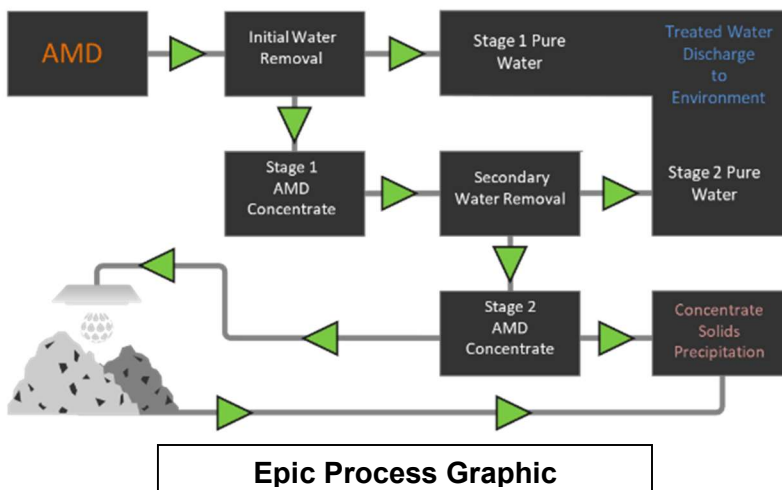 AMD
Initial Water
Removal
Stage 1 Pure
Water
Treated Water
Discharge
to
Environment
Stage 1
AMD
Concentrate
Secondary
Water Removal
Stage 2 Pure
Water
Stage 2
AMD
Concentrate
Concentrate
Solids
Precipitation
Epic Process Graphic